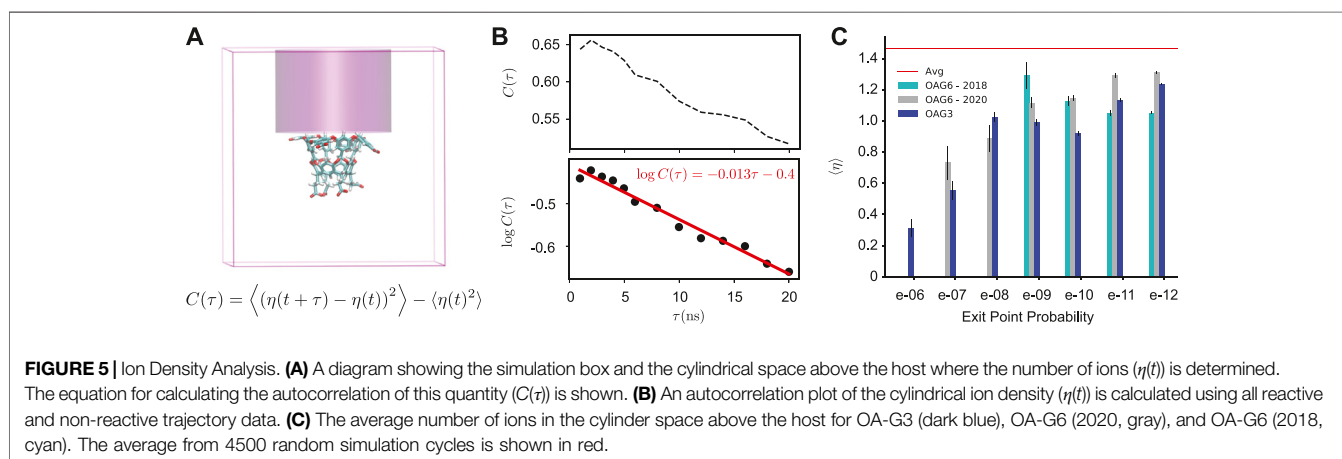 A
C(τ) = ⟨(η(t + τ) − η(t))²⟩ − ⟨η(t)²⟩
B
0.65
0.60
0.55
C(τ)
-0.5
-0.6
log C(τ)
log C(τ) = −0.013τ − 0.4
0 5 10 15 20
τ(ns)
C
1.4
1.2
1.0
0.8
0.6
0.4
0.2
0
⟨η⟩
Avg
OAG6 - 2018
OAG6 - 2020
OAG3
e-06 e-07 e-08 e-09 e-10 e-11 e-12
Exit Point Probability
FIGURE 5 | Ion Density Analysis. (A) A diagram showing the simulation box and the cylindrical space above the host where the number of ions (η(t)) is determined.
The equation for calculating the autocorrelation of this quantity (C(τ)) is shown. (B) An autocorrelation plot of the cylindrical ion density (η(t)) is calculated using all reactive
and non-reactive trajectory data. (C) The average number of ions in the cylinder space above the host for OA-G3 (dark blue), OA-G6 (2020, gray), and OA-G6 (2018,
cyan). The average from 4500 random simulation cycles is shown in red.